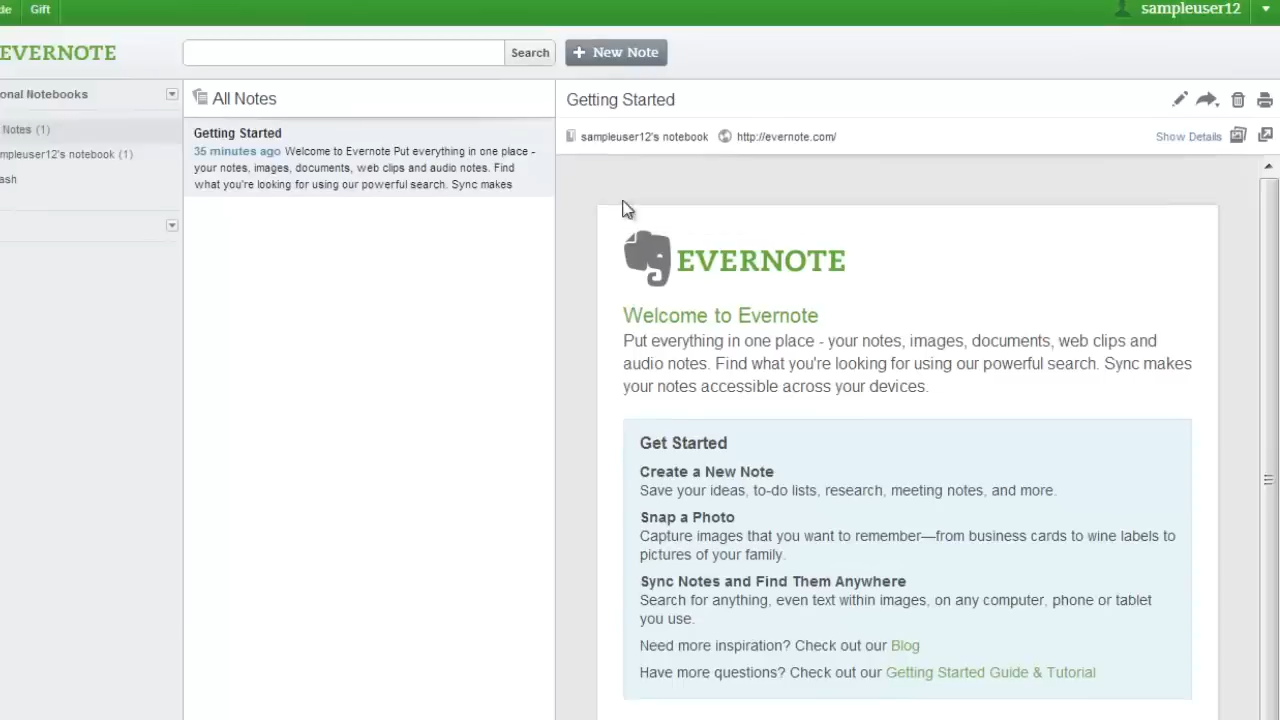 de Gift
sampleuser12
EVERNOTE
Search
+ New Note
onal Notebooks
Notes (1)
mpleuser12's notebook (1)
ash
All Notes
Getting Started
35 minutes ago Welcome to Evernote Put everything in one place -
your notes, images, documents, web clips and audio notes. Find
what you're looking for using our powerful search. Sync makes
Getting Started
sampleuser12's notebook
http://evernote.com/
Show Details
EVERNOTE
Welcome to Evernote
Put everything in one place - your notes, images, documents, web clips and
audio notes. Find what you're looking for using our powerful search. Sync makes
your notes accessible across your devices.
Get Started
Create a New Note
Save your ideas, to-do lists, research, meeting notes, and more.
Snap a Photo
Capture images that you want to remember—from business cards to wine labels to
pictures of your family.
Sync Notes and Find Them Anywhere
Search for anything, even text within images, on any computer, phone or tablet
you use.
Need more inspiration? Check out our Blog
Have more questions? Check out our Getting Started Guide & Tutorial